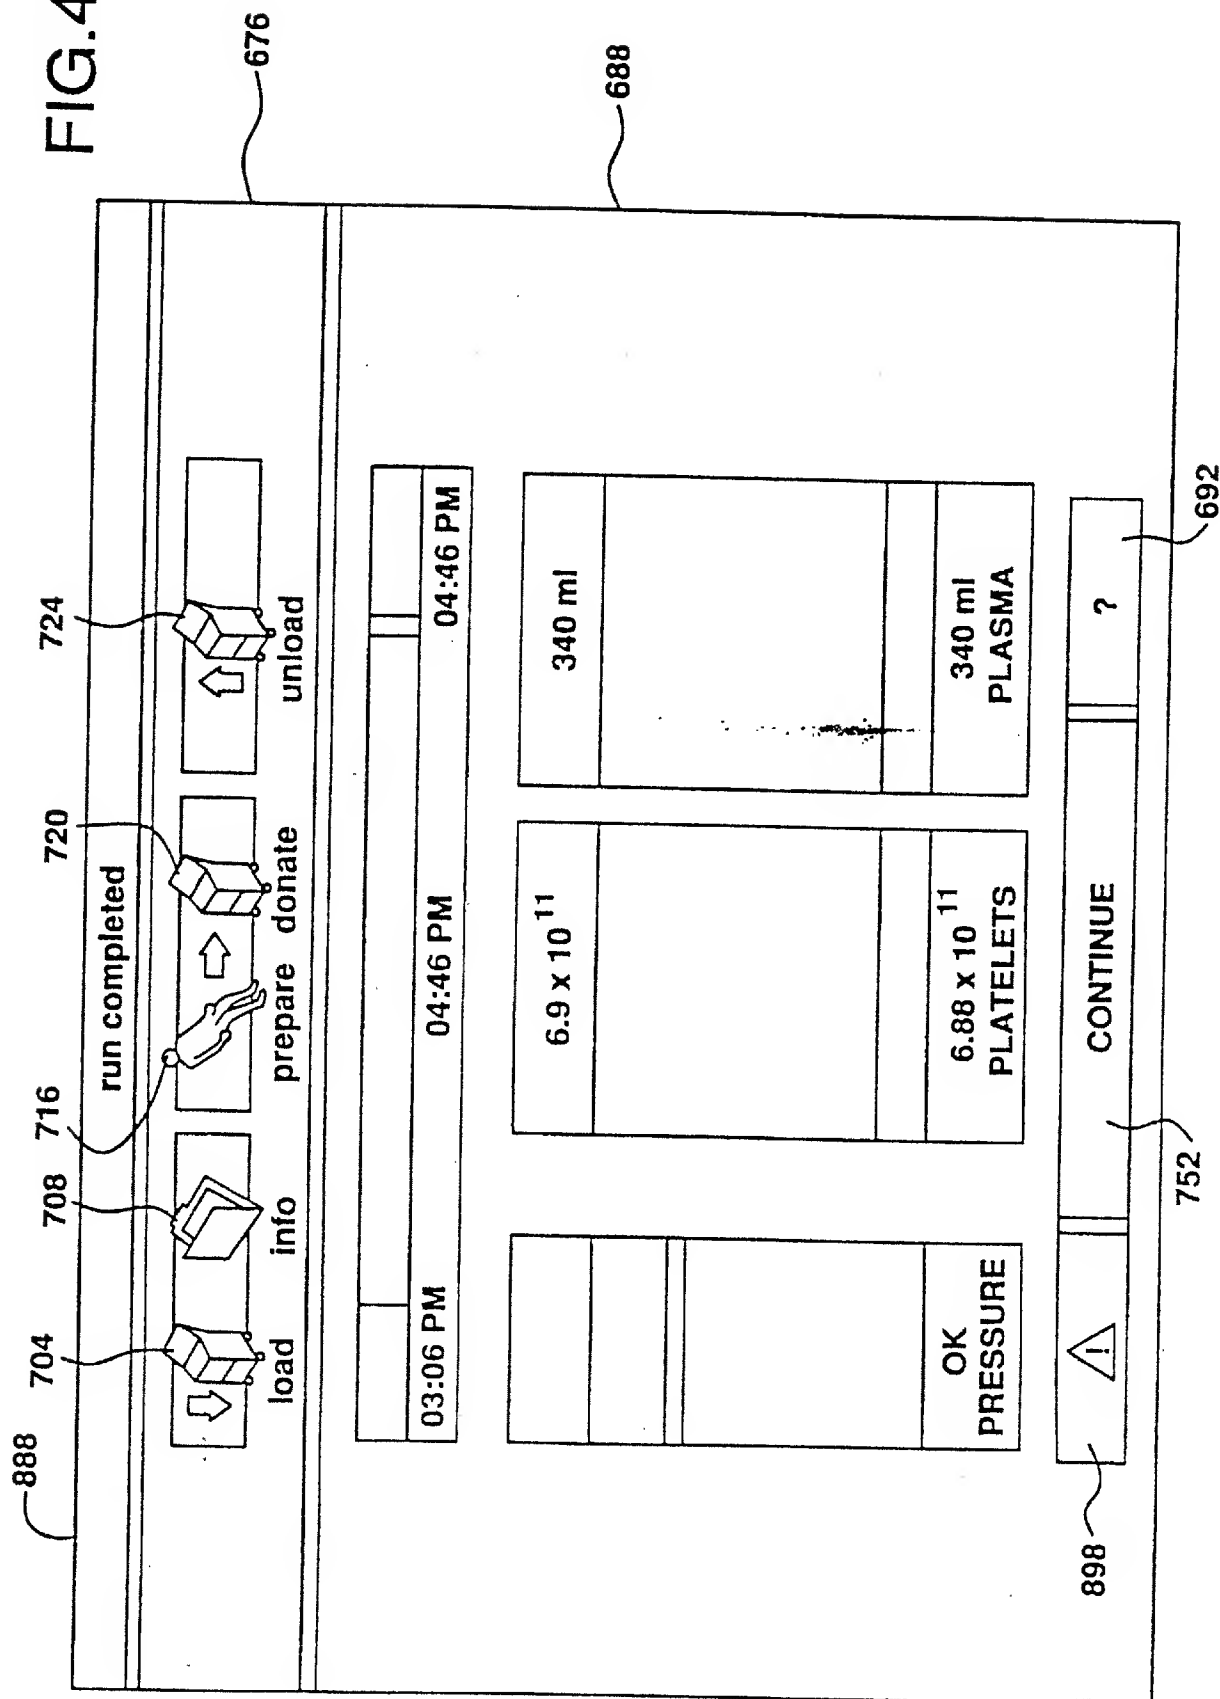 FIG.4
888
704
708
716
720
724
676
run completed
load
info
prepare
donate
unload
688
03:06 PM
04:46 PM
04:46 PM
6.9 x 10^11
340 ml
OK
PRESSURE
6.88 x 10^11
PLATELETS
340 ml
PLASMA
!
CONTINUE
?
898
752
692